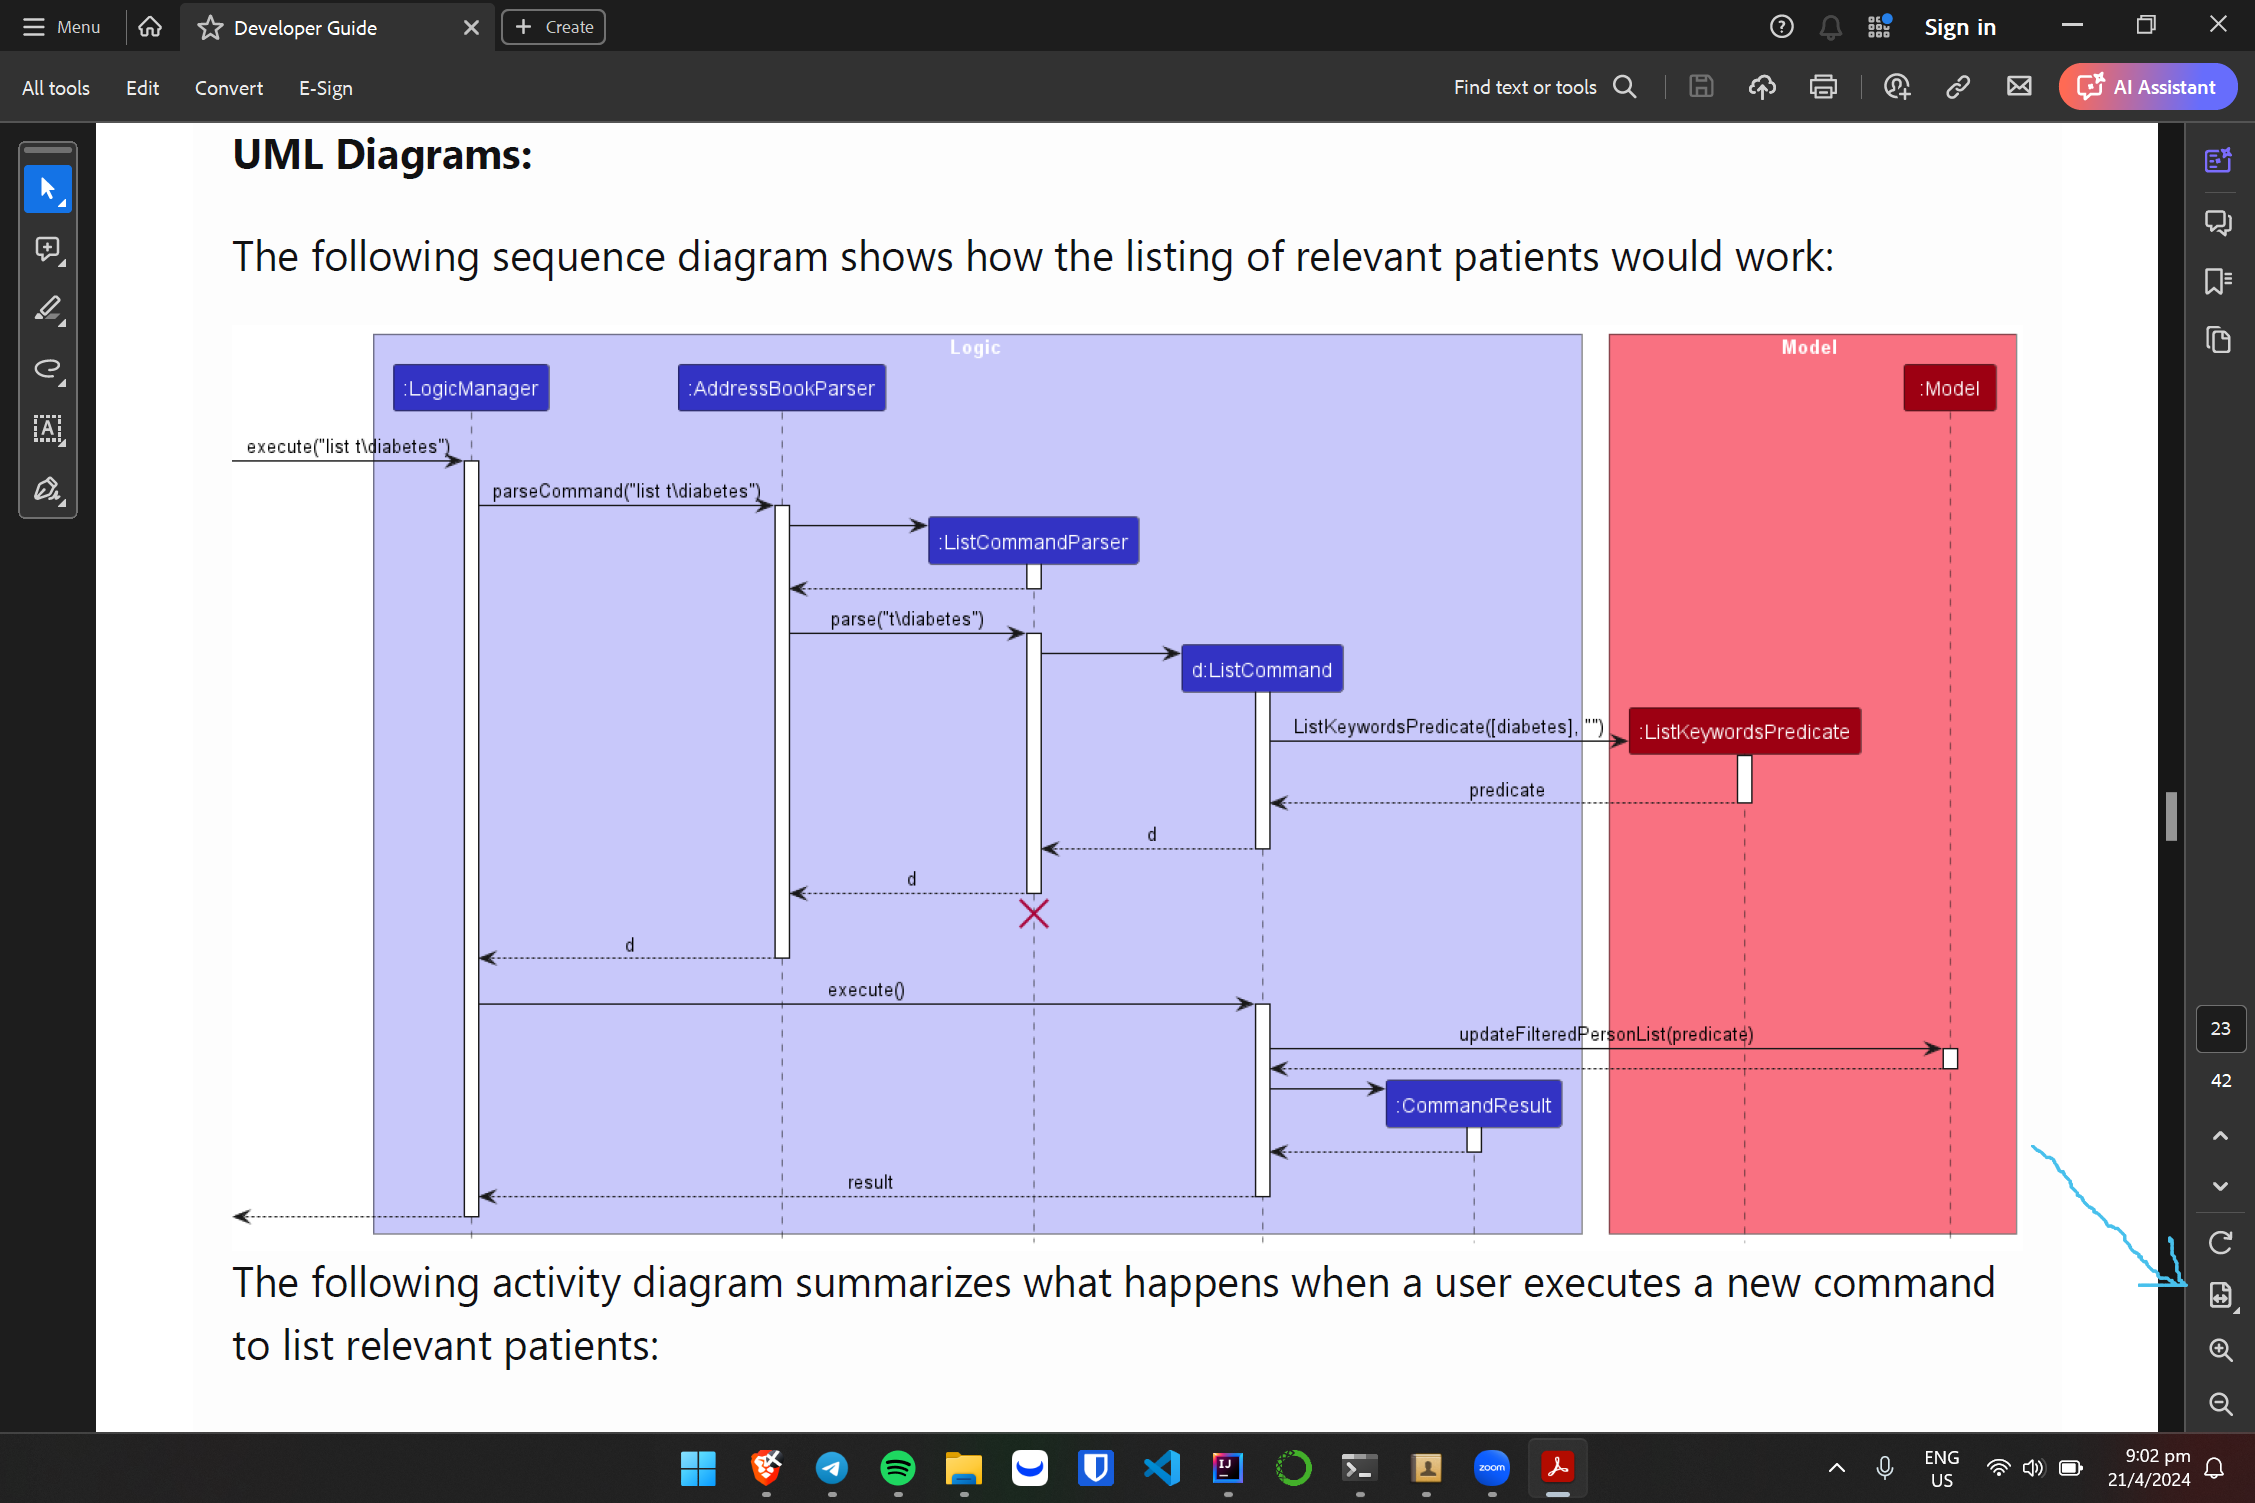 Menu
Developer Guide
Create
Sign in
All tools
Edit
Convert
E-Sign
Find text or tools
AI Assistant
UML Diagrams:
The following sequence diagram shows how the listing of relevant patients would work:
Logic
Model
:LogicManager
:AddressBookParser
:Model
execute("list t\diabetes")
parseCommand("list t\diabetes")
:ListCommandParser
parse("t\diabetes")
d:ListCommand
ListKeywordsPredicate([diabetes], "")
:ListKeywordsPredicate
predicate
d
d
d
execute()
updateFilteredPersonList(predicate)
:CommandResult
result
The following activity diagram summarizes what happens when a user executes a new command
to list relevant patients:
23
42
IJ
zoom
ENG
US
9:02 pm
21/4/2024